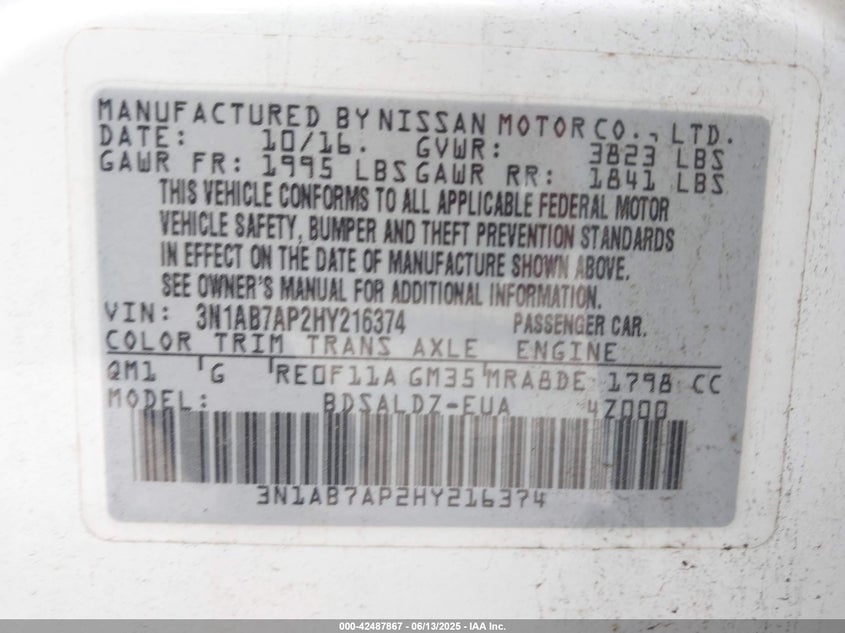 MANUFACTURED BY NISSAN MOTOR CO., LTD.
DATE: 10/16. GVWR: 3823 LBS
GAWR FR: 1995 LBS GAWR RR: 1841 LBS
THIS VEHICLE CONFORMS TO ALL APPLICABLE FEDERAL MOTOR
VEHICLE SAFETY, BUMPER AND THEFT PREVENTION STANDARDS
IN EFFECT ON THE DATE OF MANUFACTURE SHOWN ABOVE.
SEE OWNER'S MANUAL FOR ADDITIONAL INFORMATION.
VIN: 3N1AB7AP2HY216374 PASSENGER CAR.
COLOR TRIM TRANS AXLE ENGINE
QM1 G RE0F11A GM35 MRA8DE 1798 CC
MODEL: BDSALDZ-EUA 4Z000
3N1AB7AP2HY216374
000-42487867 - 06/13/2025 - IAA Inc.